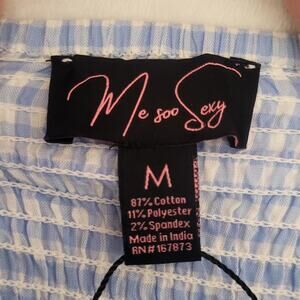 Me soo Sexy
M
87% Cotton
11% Polyester
2% Spandex
Made in India
RN# 167873